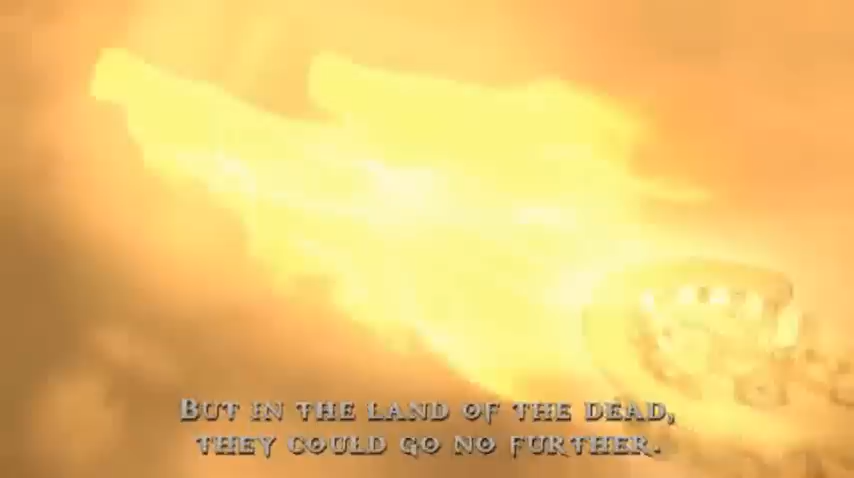 But in the land of the dead,
they could go no further.